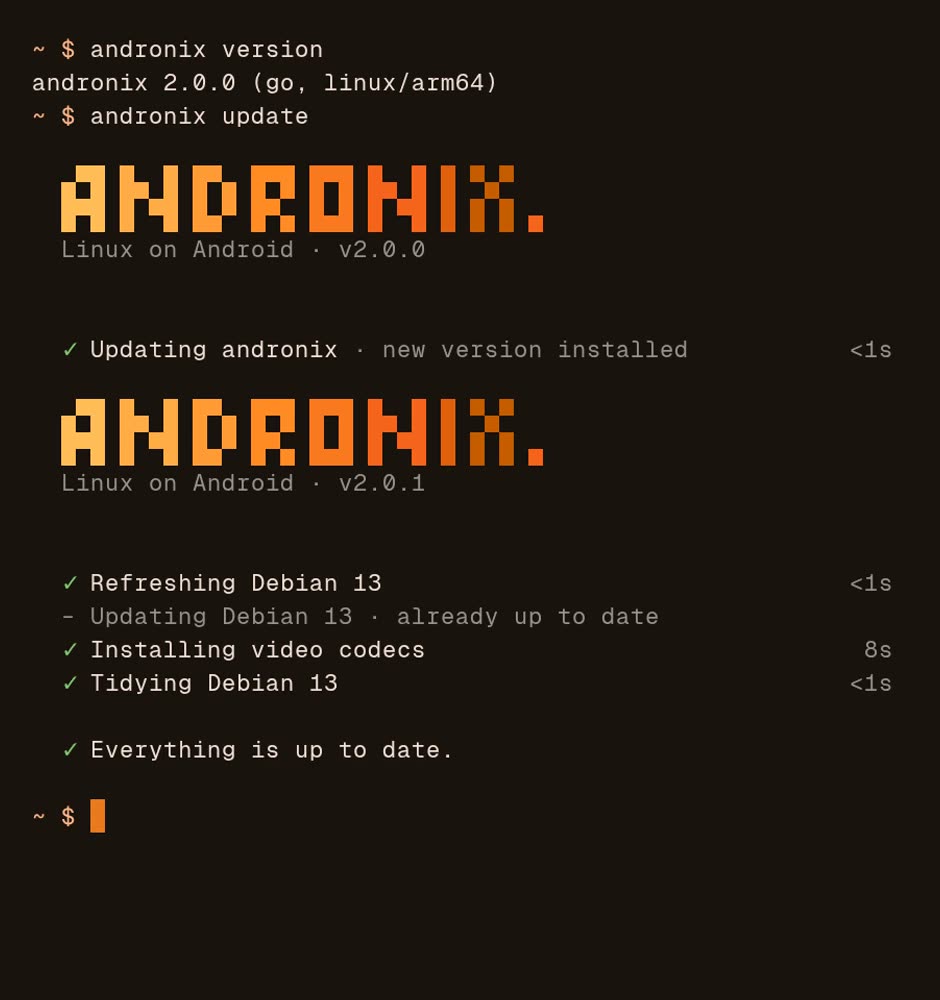 ~ $ andronix version
andronix 2.0.0 (go, linux/arm64)
~ $ andronix update
ANDRONIX.
Linux on Android · v2.0.0
✓ Updating andronix · new version installed <1s
ANDRONIX.
Linux on Android · v2.0.1
✓ Refreshing Debian 13 <1s
– Updating Debian 13 · already up to date
✓ Installing video codecs 8s
✓ Tidying Debian 13 <1s
✓ Everything is up to date.
~ $